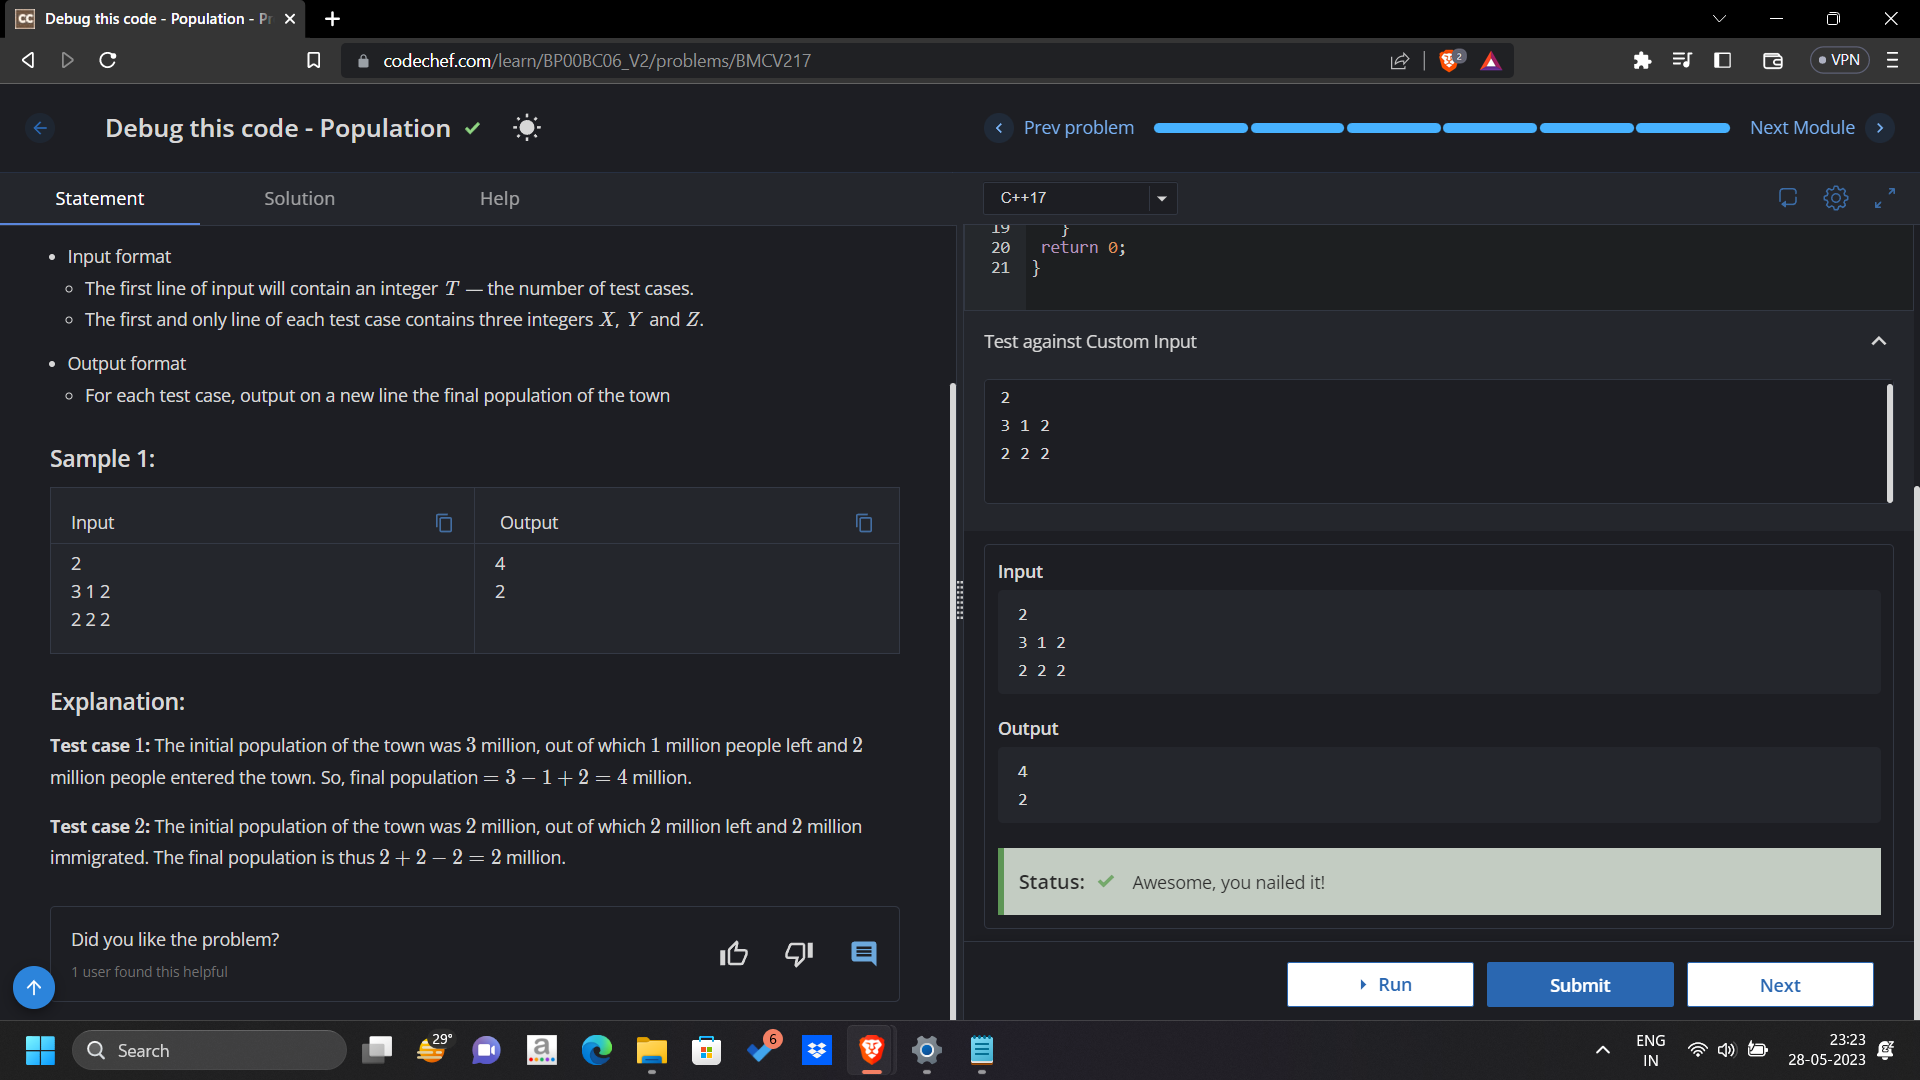 Debug this code - Population - Pr
codechef.com/learn/BP00BC06_V2/problems/BMCV217
2
VPN
Debug this code - Population
Prev problem
Next Module
Statement
Solution
Help
C++17
Input format
The first line of input will contain an integer T — the number of test cases.
The first and only line of each test case contains three integers X, Y and Z.
Output format
For each test case, output on a new line the final population of the town
Sample 1:
Input
Output
2
3 1 2
2 2 2
4
2
Explanation:
Test case 1: The initial population of the town was 3 million, out of which 1 million people left and 2
million people entered the town. So, final population = 3 − 1 + 2 = 4 million.
Test case 2: The initial population of the town was 2 million, out of which 2 million left and 2 million
immigrated. The final population is thus 2 + 2 − 2 = 2 million.
Did you like the problem?
1 user found this helpful
19 }
20 return 0;
21 }
Test against Custom Input
2
3 1 2
2 2 2
Input
2
3 1 2
2 2 2
Output
4
2
Status: Awesome, you nailed it!
Run
Submit
Next
Search
29°
a
6
ENG
IN
23:23
28-05-2023